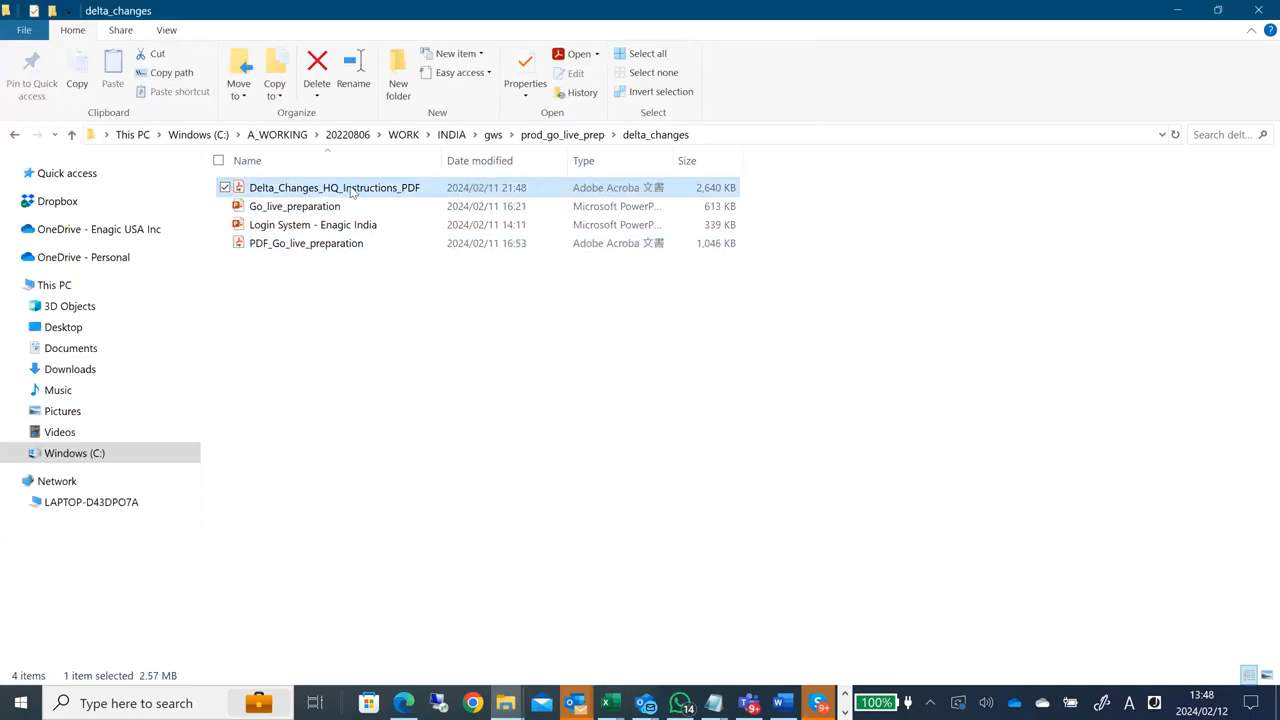 delta_changes
File
Home
Share
View
Pin to Quick access
Copy
Paste
Cut
Copy path
Paste shortcut
Clipboard
Move to
Copy to
Delete
Rename
Organize
New folder
New item
Easy access
New
Properties
Open
Edit
History
Open
Select all
Select none
Invert selection
Select
This PC
Windows (C:)
A_WORKING
20220806
WORK
INDIA
gws
prod_go_live_prep
delta_changes
Search delt...
Name
Date modified
Type
Size
Delta_Changes_HQ_Instructions_PDF 2024/02/11 21:48 Adobe Acroba 文書 2,640 KB
Go_live_preparation 2024/02/11 16:21 Microsoft PowerP... 613 KB
Login System - Enagic India 2024/02/11 14:11 Microsoft PowerP... 339 KB
PDF_Go_live_preparation 2024/02/11 16:53 Adobe Acroba 文書 1,046 KB
Quick access
Dropbox
OneDrive - Enagic USA Inc
OneDrive - Personal
This PC
3D Objects
Desktop
Documents
Downloads
Music
Pictures
Videos
Windows (C:)
Network
LAPTOP-D43DPO7A
4 items 1 item selected 2.57 MB
Type here to search
14
9+
9+
100%
A
13:48
2024/02/12